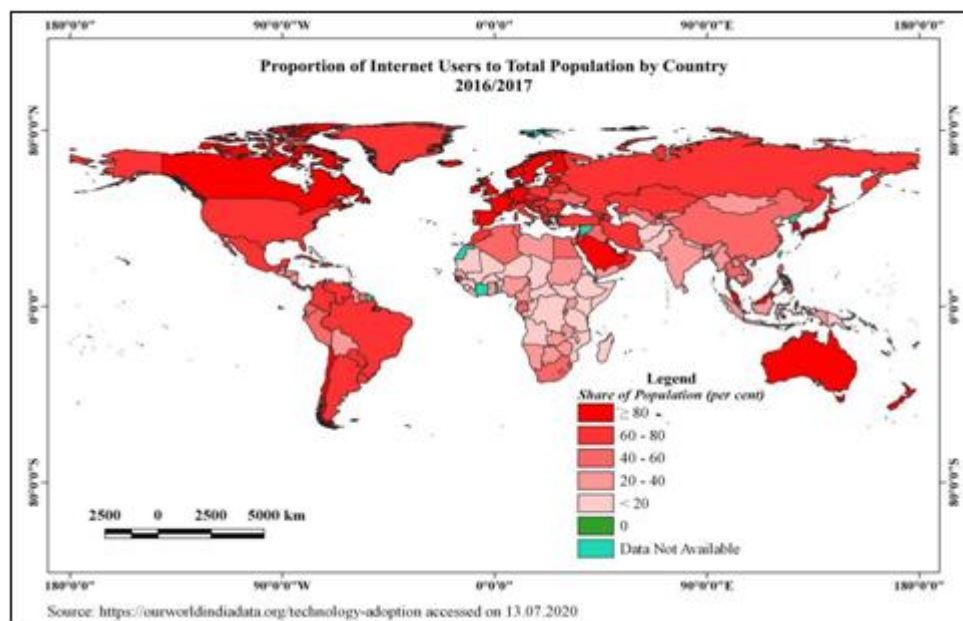 180°0'0" 90°0'0"W 0°0'0" 90°0'0"E 180°0'0"
Proportion of Internet Users to Total Population by Country
2016/2017
80°0'0"N
80°0'0"N
0°0'0"
0°0'0"
Legend
Share of Population (per cent)
≥ 80
60 - 80
40 - 60
20 - 40
< 20
0
Data Not Available
80°0'0"S
80°0'0"S
2500 0 2500 5000 km
180°0'0" 90°0'0"W 0°0'0" 90°0'0"E 180°0'0"
Source: https://ourworldindiadata.org/technology-adoption accessed on 13.07.2020